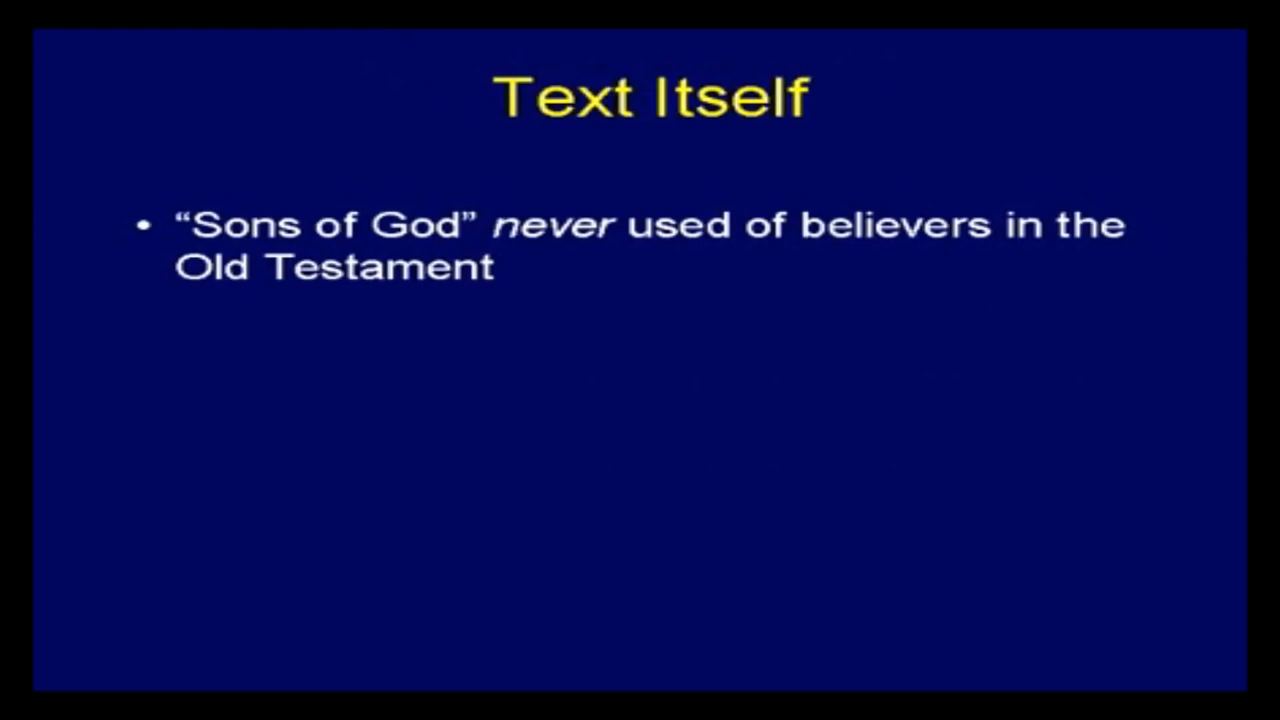 Text Itself
• “Sons of God” never used of believers in the
Old Testament